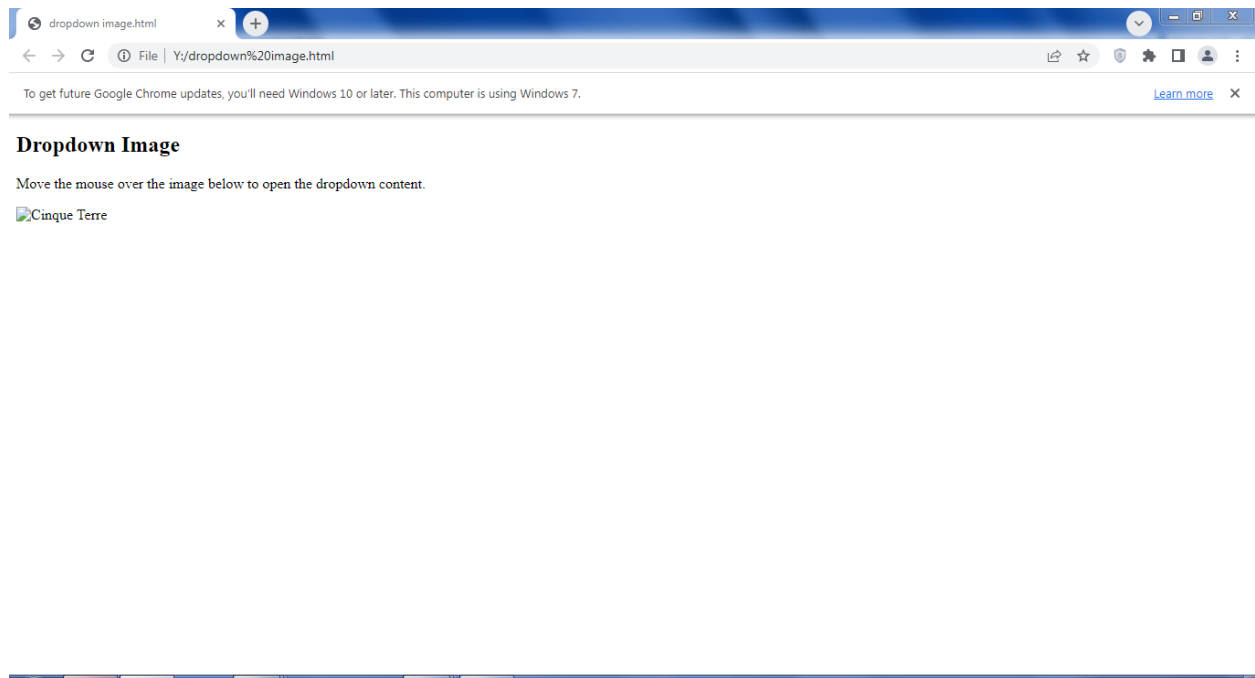 dropdown image.html
File | Y:/dropdown%20image.html
To get future Google Chrome updates, you'll need Windows 10 or later. This computer is using Windows 7.
Learn more
Dropdown Image
Move the mouse over the image below to open the dropdown content.
Cinque Terre